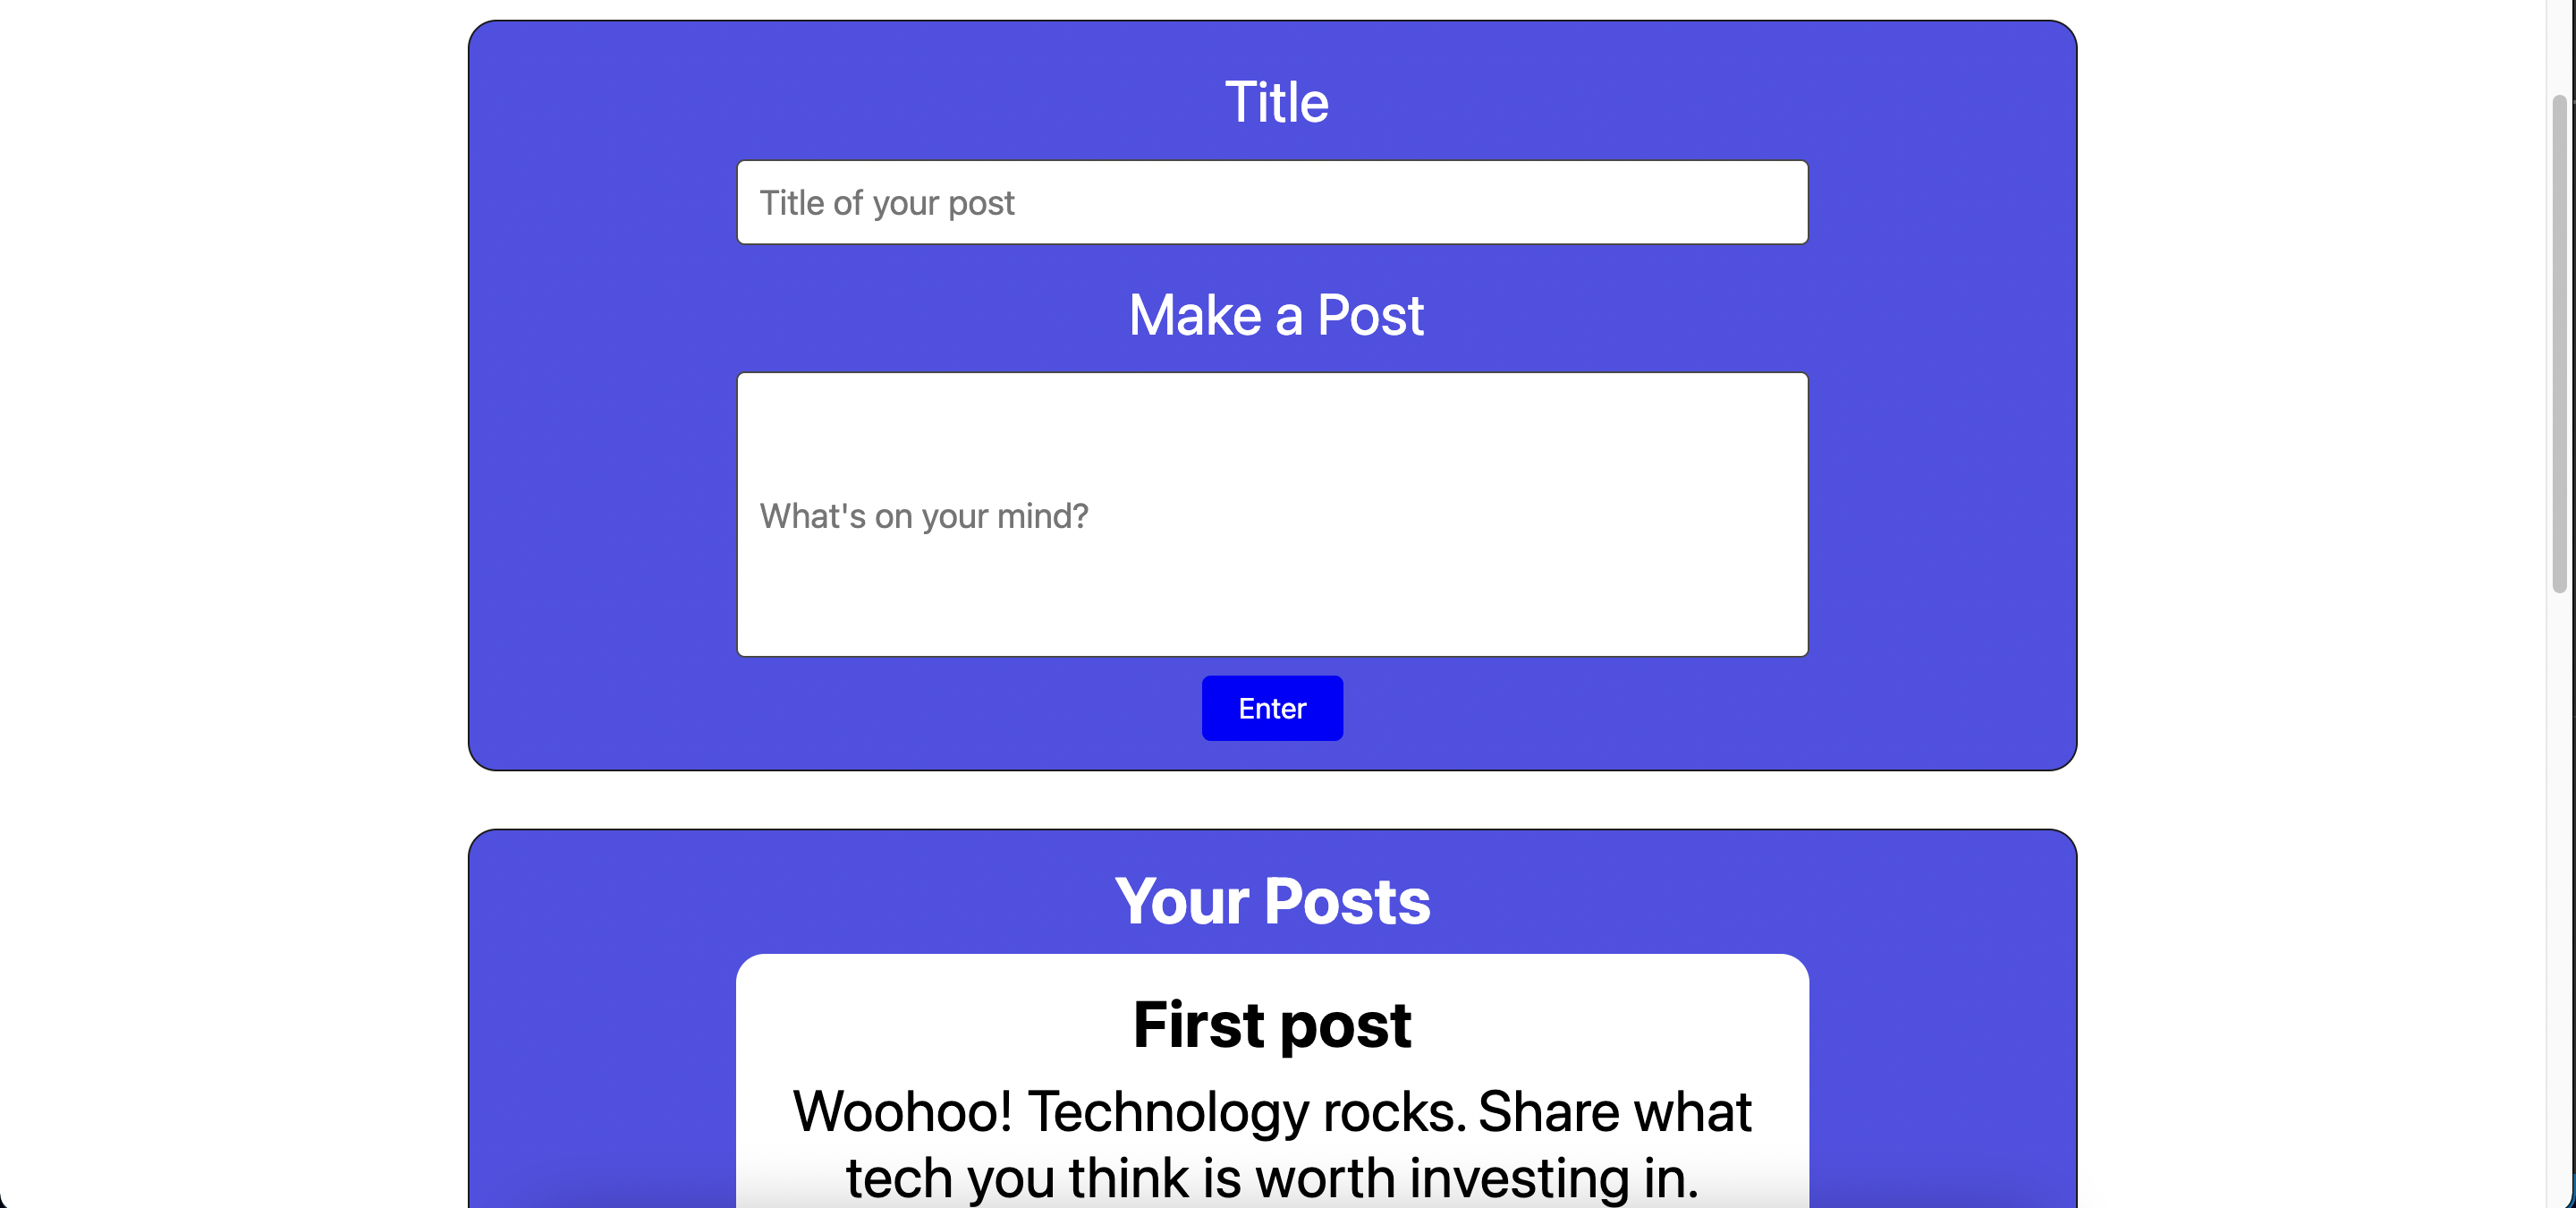 Title
Title of your post
Make a Post
What's on your mind?
Enter
Your Posts
First post
Woohoo! Technology rocks. Share what
tech you think is worth investing in.